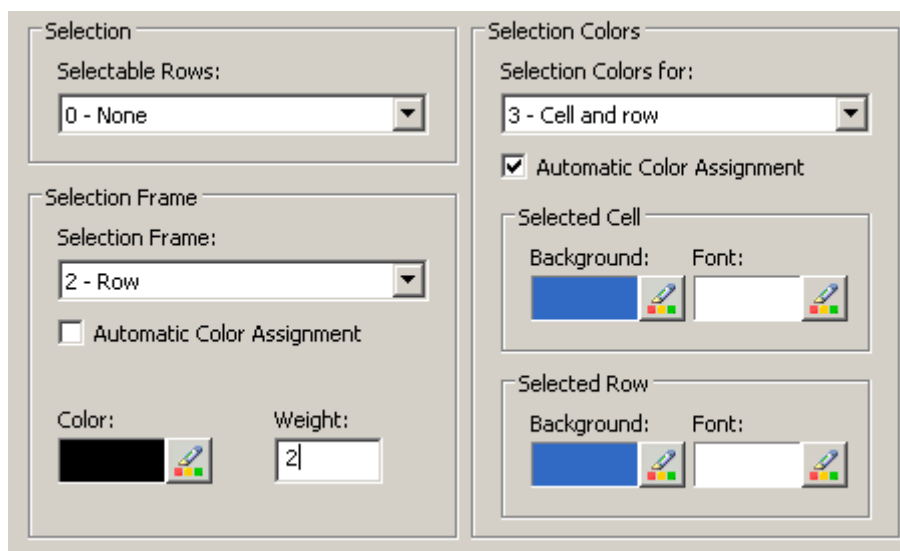 Selection
Selectable Rows:
0 - None
Selection Frame
Selection Frame:
2 - Row
Automatic Color Assignment
Color:
Weight:
2
Selection Colors
Selection Colors for:
3 - Cell and row
Automatic Color Assignment
Selected Cell
Background:
Font:
Selected Row
Background:
Font: